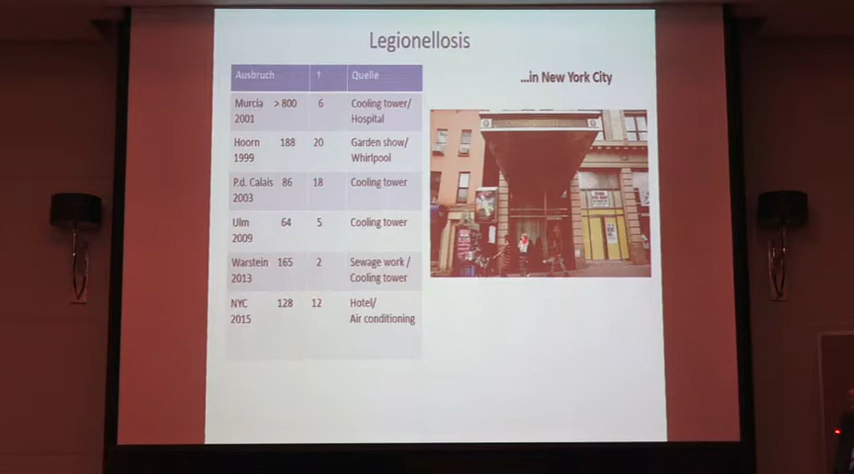 Legionellosis
Ausbruch † Quelle
...in New York City
Murcia > 800 6 Cooling tower/
2001 Hospital
Hoorn 188 20 Garden show/
1999 Whirlpool
P.d. Calais 86 18 Cooling tower
2003
Ulm 64 5 Cooling tower
2009
Warstein 165 2 Sewage work /
2013 Cooling tower
NYC 128 12 Hotel/
2015 Air conditioning